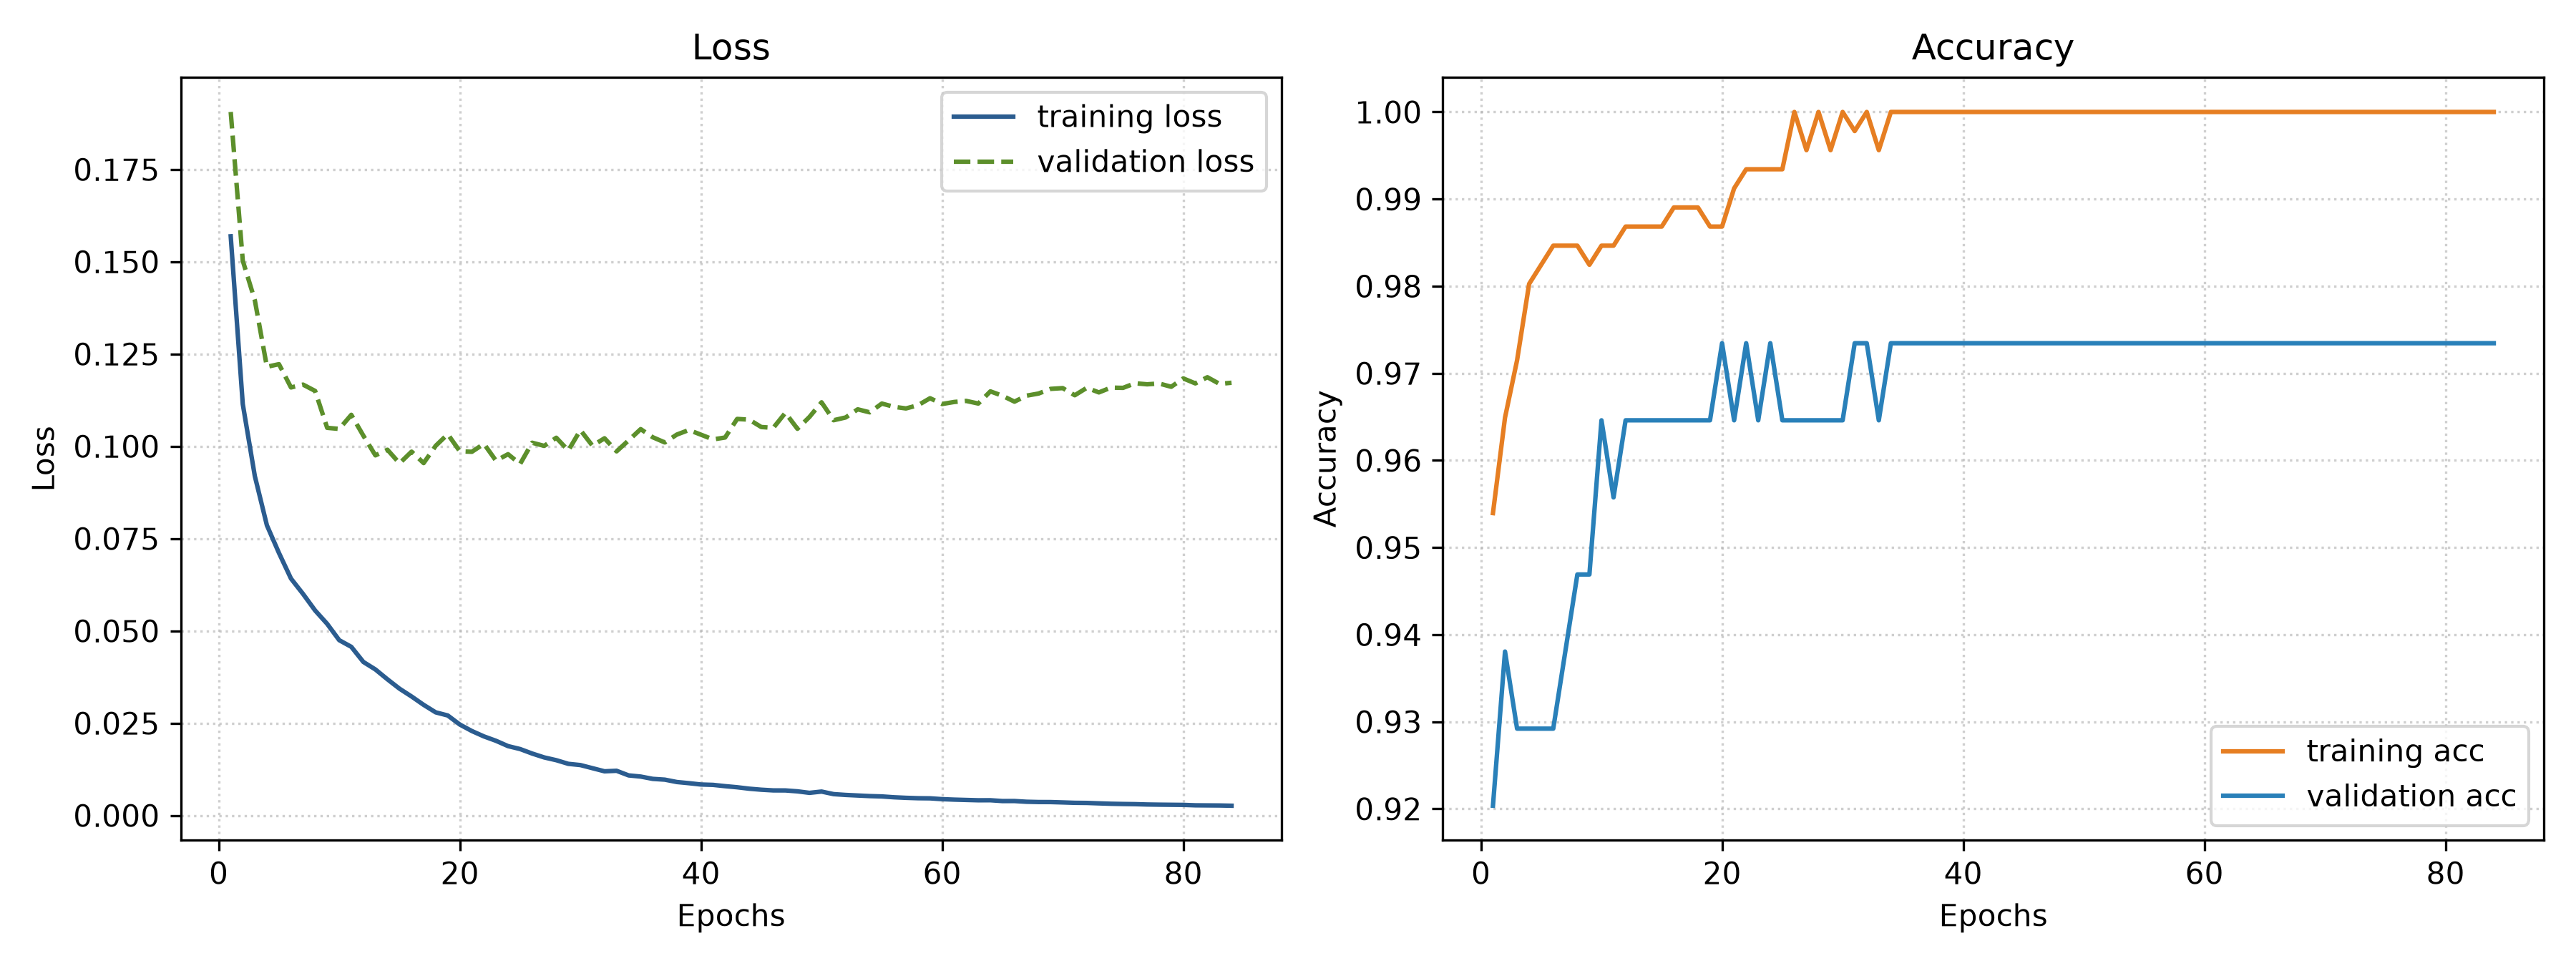 Loss
training loss
validation loss
0.175
0.150
0.125
0.100
0.075
0.050
0.025
0.000
Loss
0
20
40
60
80
Epochs
Accuracy
1.00
0.99
0.98
0.97
0.96
0.95
0.94
0.93
0.92
Accuracy
training acc
validation acc
0
20
40
60
80
Epochs